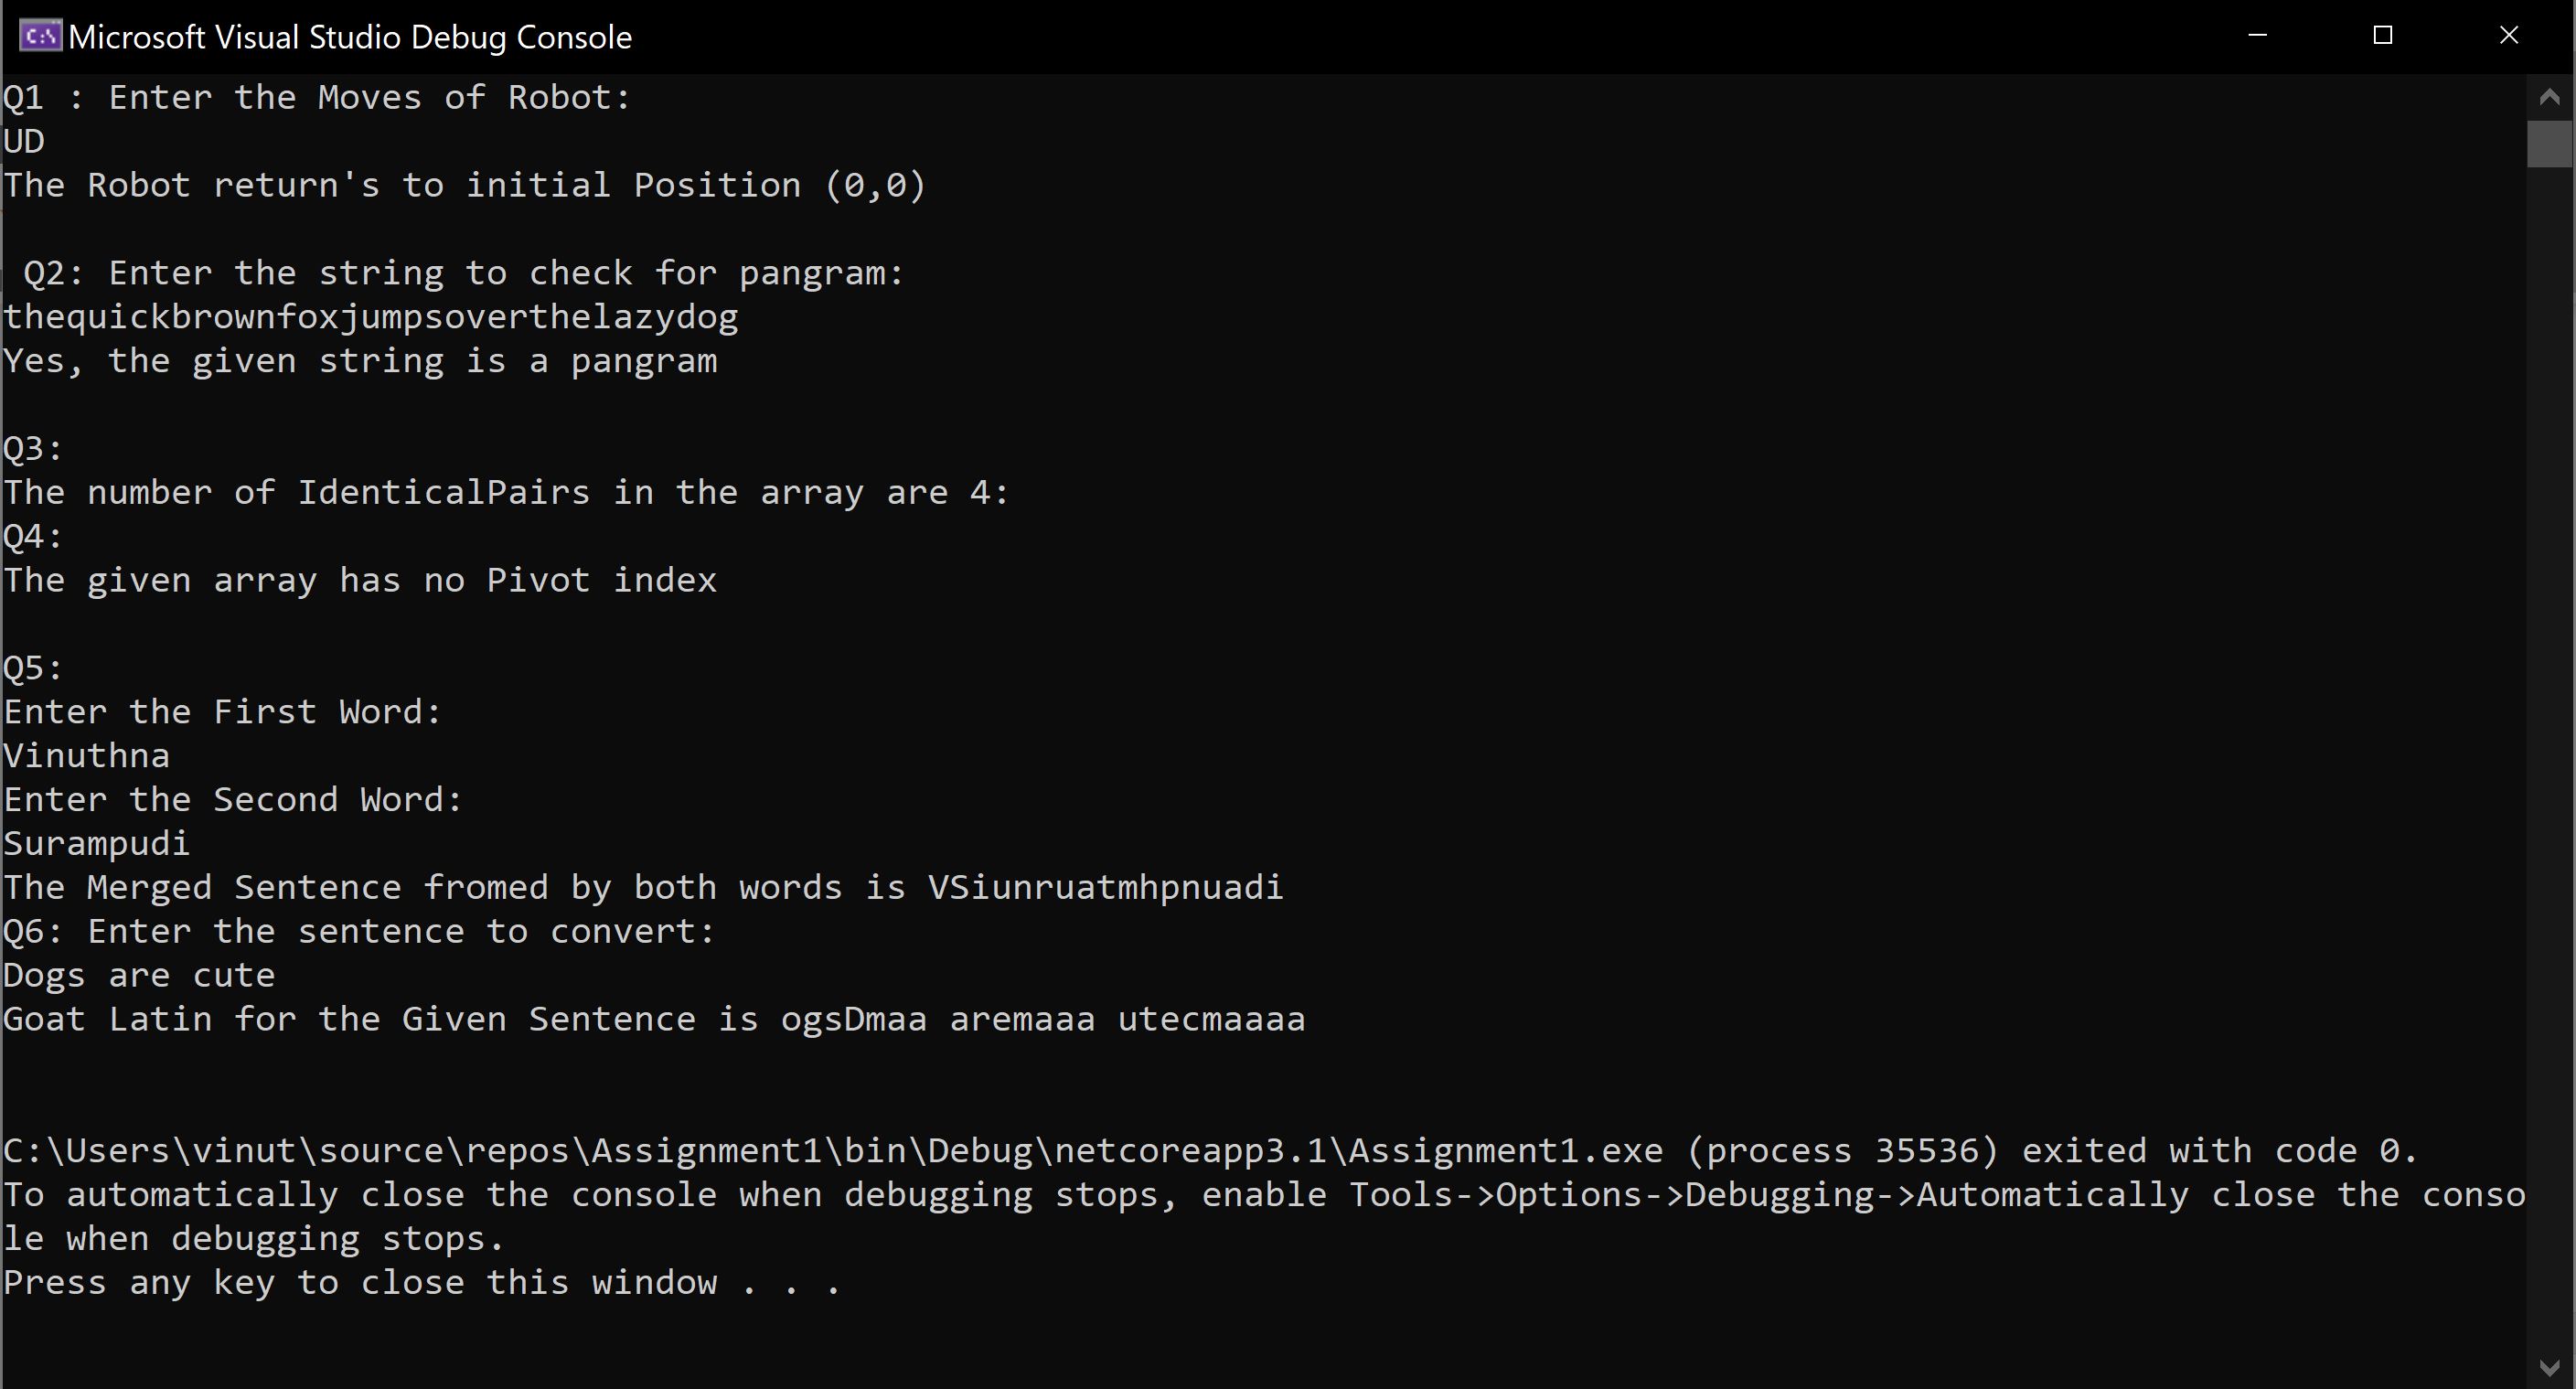 Microsoft Visual Studio Debug Console
Q1 : Enter the Moves of Robot:
UD
The Robot return's to initial Position (0,0)
Q2: Enter the string to check for pangram:
thequickbrownfoxjumpsoverthelazydog
Yes, the given string is a pangram
Q3:
The number of IdenticalPairs in the array are 4:
Q4:
The given array has no Pivot index
Q5:
Enter the First Word:
Vinuthna
Enter the Second Word:
Surampudi
The Merged Sentence fromed by both words is VSiunruatmhpnuadi
Q6: Enter the sentence to convert:
Dogs are cute
Goat Latin for the Given Sentence is ogsDmaa aremaaa utecmaaaa
C:\Users\vinut\source\repos\Assignment1\bin\Debug\netcoreapp3.1\Assignment1.exe (process 35536) exited with code 0.
To automatically close the console when debugging stops, enable Tools->Options->Debugging->Automatically close the conso
le when debugging stops.
Press any key to close this window . . .